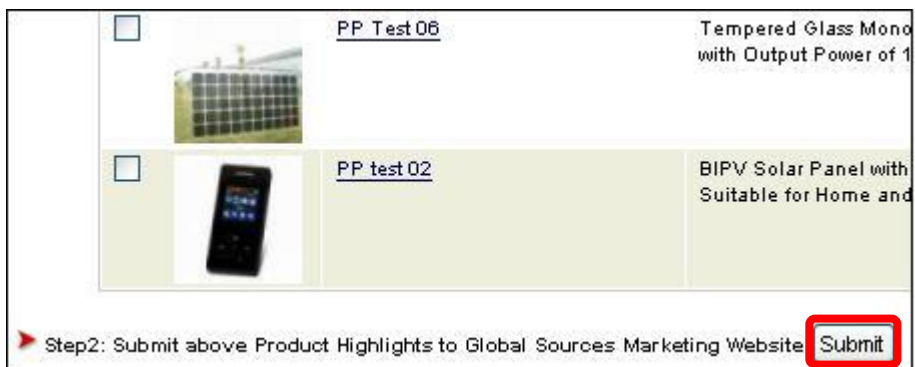 PP Test 06
Tempered Glass Mono
with Output Power of 1
PP test 02
BIPV Solar Panel with
Suitable for Home and
Step2: Submit above Product Highlights to Global Sources Marketing Website Submit